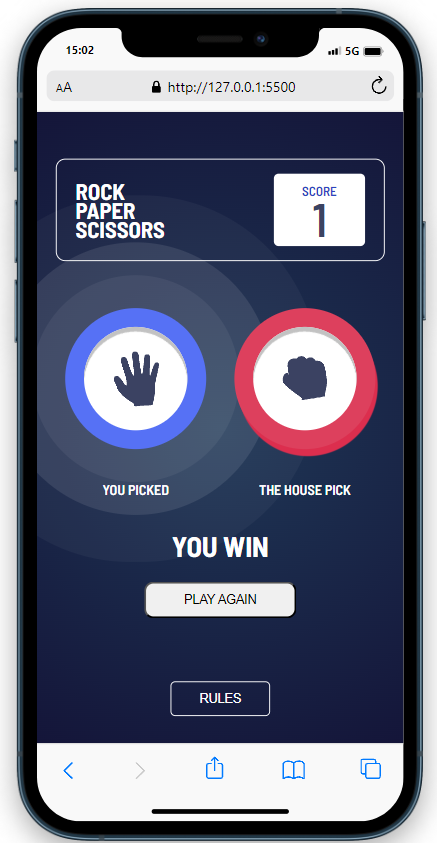 15:02
5G
AA
http://127.0.0.1:5500
ROCK
PAPER
SCISSORS
SCORE
1
YOU PICKED
THE HOUSE PICK
YOU WIN
PLAY AGAIN
RULES